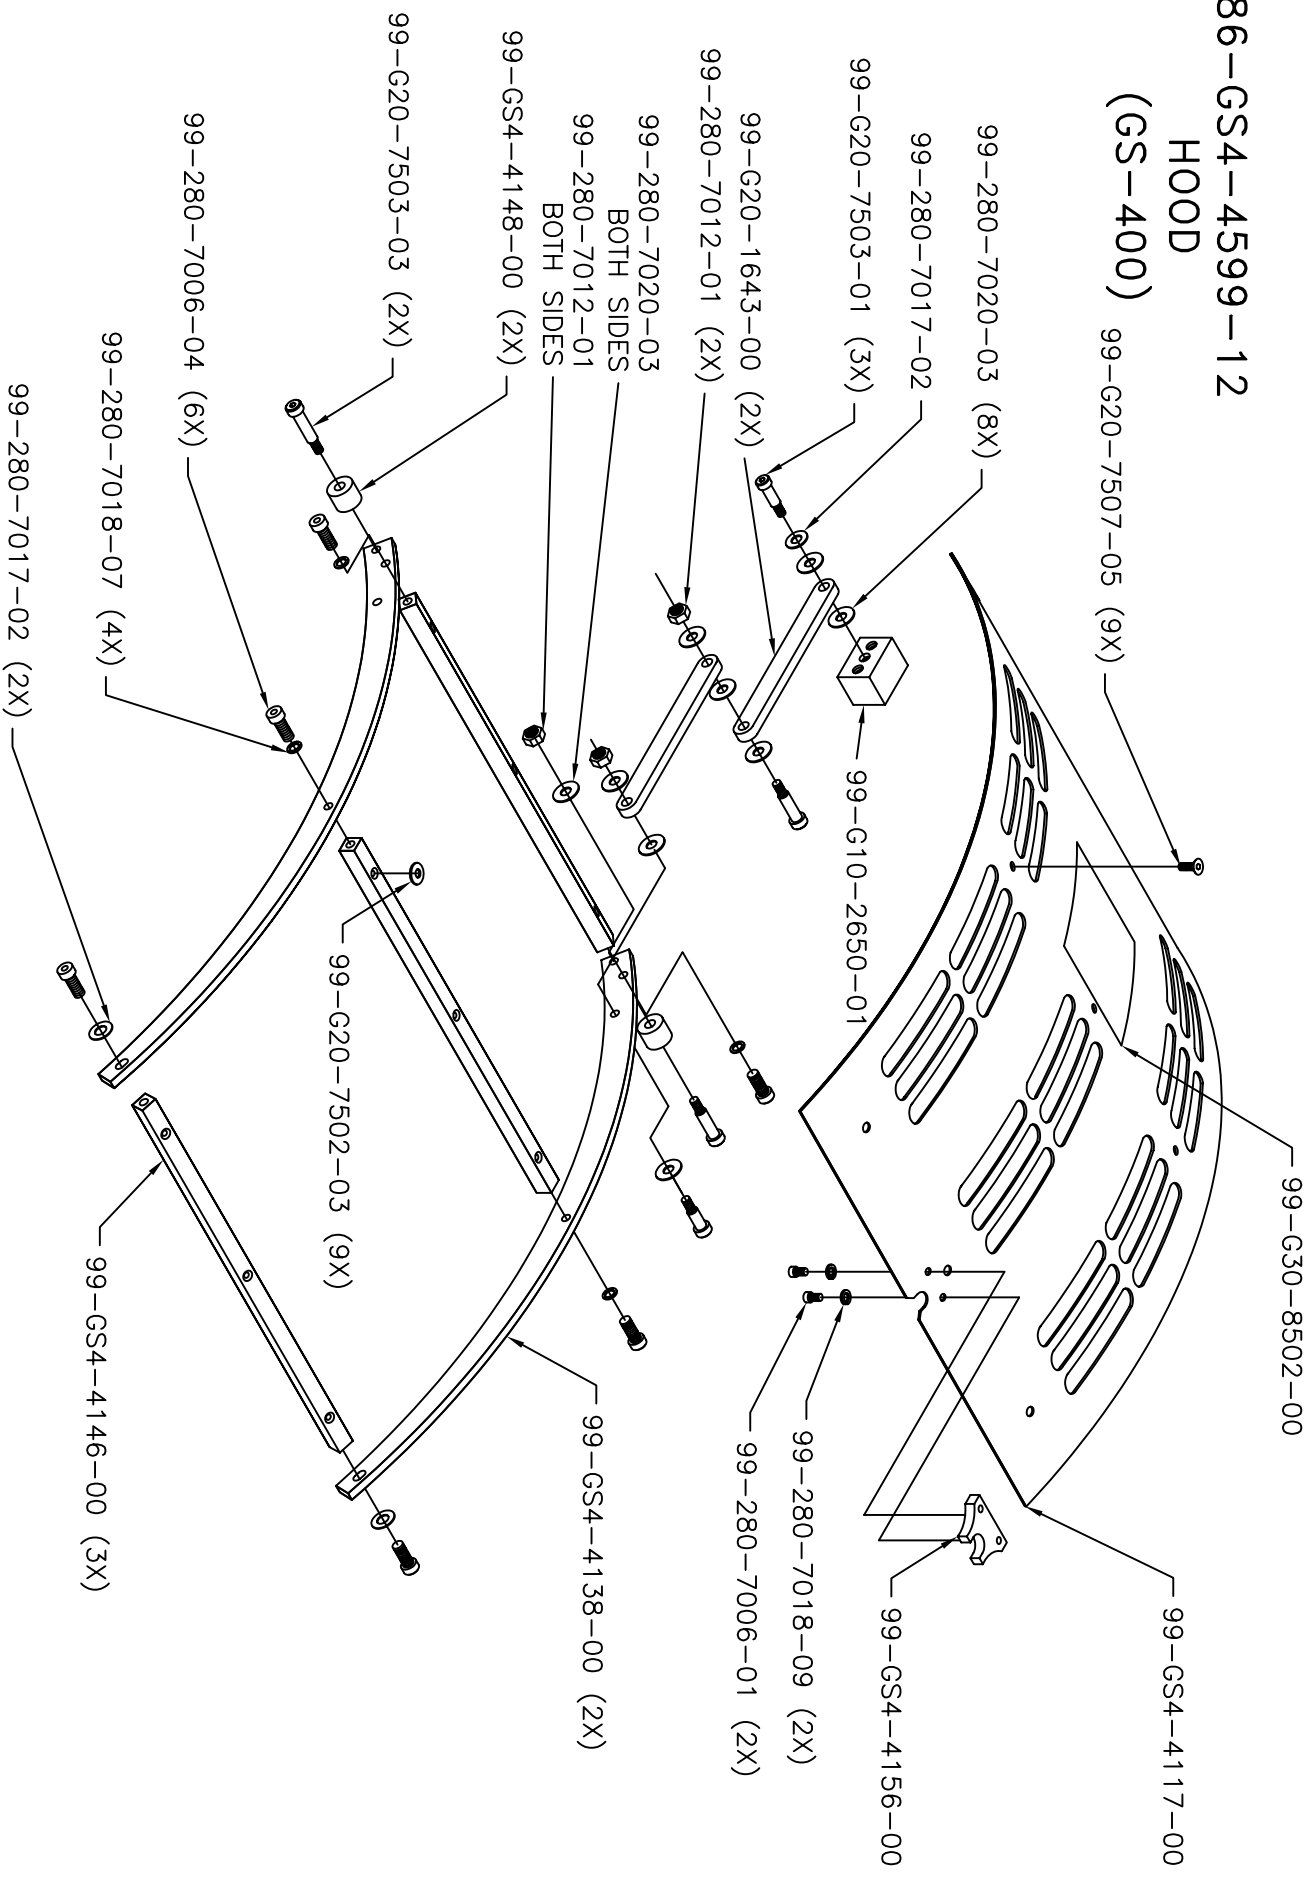 86-GS4-4599-12
HOOD
(GS-400)
99-G20-7507-05 (9X)
99-280-7020-03 (8X)
99-280-7017-02
99-G20-7503-01 (3X)
99-G20-1643-00 (2X)
99-280-7012-01 (2X)
99-280-7020-03
BOTH SIDES
99-280-7012-01
BOTH SIDES
99-GS4-4148-00 (2X)
99-G20-7503-03 (2X)
99-280-7006-04 (6X)
99-280-7018-07 (4X)
99-280-7017-02 (2X)
99-G10-2650-01
99-G20-7502-03 (9X)
99-G30-8502-00
99-GS4-4117-00
99-GS4-4156-00
99-280-7018-09 (2X)
99-280-7006-01 (2X)
99-GS4-4138-00 (2X)
99-GS4-4146-00 (3X)